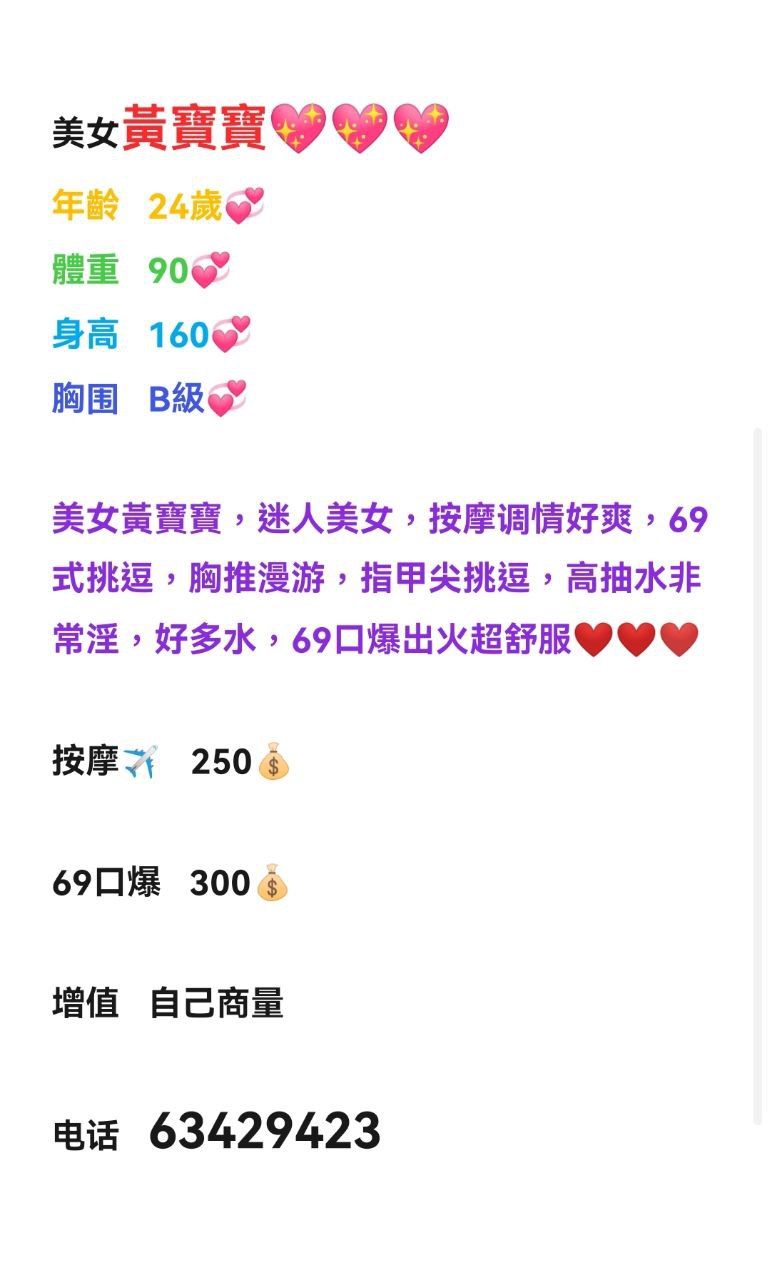 美女黃寶寶💖💖💖
年齡 24歲💞
體重 90💞
身高 160💞
胸围 B級💞
美女黃寶寶，迷人美女，按摩调情好爽，69
式挑逗，胸推漫游，指甲尖挑逗，高抽水非
常淫，好多水，69口爆出火超舒服❤️❤️❤️
按摩✈️ 250💰
69口爆 300💰
增值 自己商量
电话 63429423